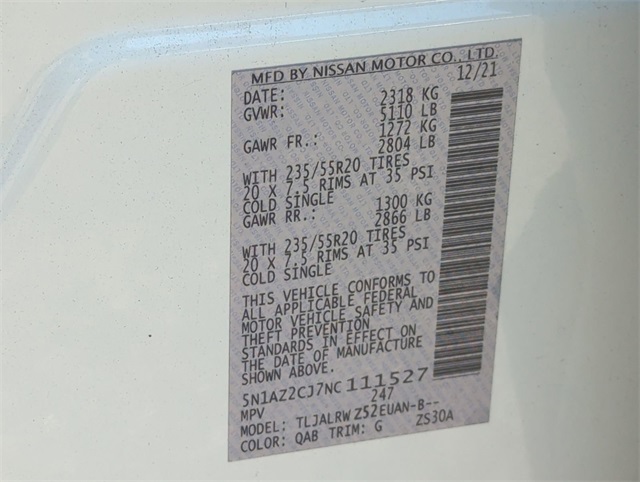 MFD BY NISSAN MOTOR CO., LTD.
DATE: 12/21
GVWR: 2318 KG
5110 LB
GAWR FR.: 1272 KG
2804 LB
WITH 235/55R20 TIRES
20 X 7.5 RIMS AT 35 PSI
COLD SINGLE
GAWR RR.: 1300 KG
2866 LB
WITH 235/55R20 TIRES
20 X 7.5 RIMS AT 35 PSI
COLD SINGLE
THIS VEHICLE CONFORMS TO
ALL APPLICABLE FEDERAL
MOTOR VEHICLE SAFETY AND
THEFT PREVENTION
STANDARDS IN EFFECT ON
THE DATE OF MANUFACTURE
SHOWN ABOVE.
5N1AZ2CJ7NC111527
MPV 247
MODEL: TLJALRWZ52EUAN-B--
COLOR: QAB TRIM: G ZS30A